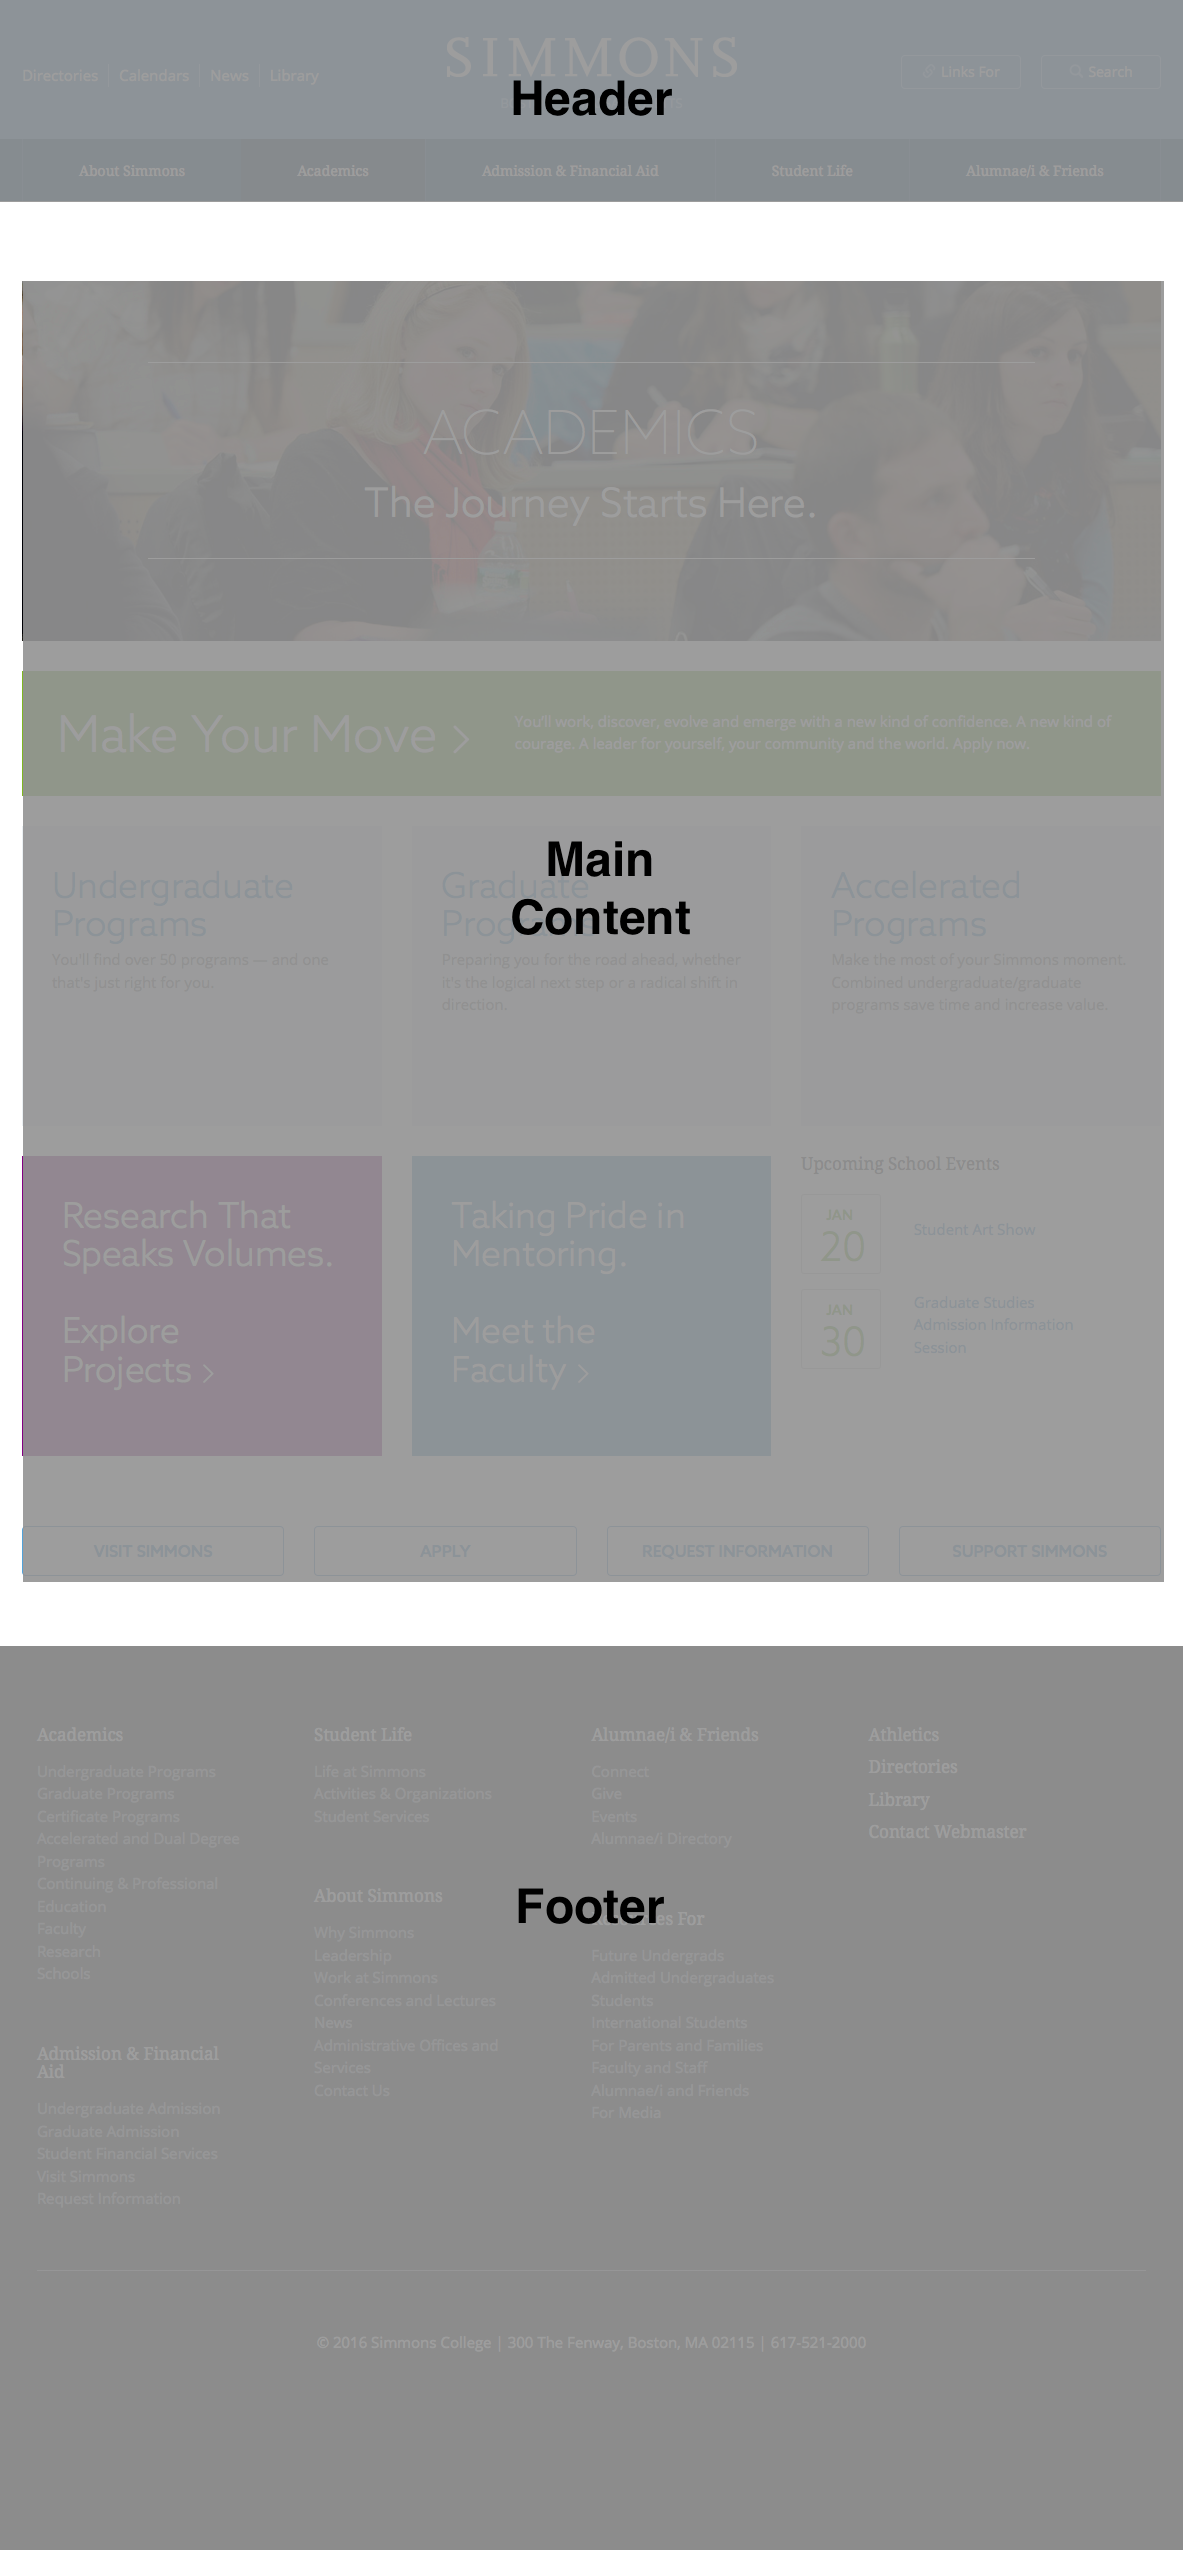 SIMMONS
Directories
Calendars
News
Library
Links For
Search
Header
About Simmons
Academics
Admission & Financial Aid
Student Life
Alumnae/i & Friends
ACADEMICS
The Journey Starts Here.
Make Your Move >
You'll work, discover, evolve and emerge with a new kind of confidence. A new kind of
courage. A leader for yourself, your community and the world. Apply now.
Main
Content
Undergraduate
Programs
You'll find over 50 programs — and one
that's just right for you.
Graduate
Programs
Preparing you for the road ahead, whether
it's the logical next step or a radical shift in
direction.
Accelerated
Programs
Make the most of your Simmons moment.
Combined undergraduate/graduate
programs save time and increase value.
Research That
Speaks Volumes.
Explore
Projects >
Taking Pride in
Mentoring.
Meet the
Faculty >
Upcoming School Events
JAN
20
Student Art Show
JAN
30
Graduate Studies
Admission Information
Session
VISIT SIMMONS
APPLY
REQUEST INFORMATION
SUPPORT SIMMONS
Academics
Undergraduate Programs
Graduate Programs
Certificate Programs
Accelerated and Dual Degree
Programs
Continuing & Professional
Education
Faculty
Research
Schools
Admission & Financial
Aid
Undergraduate Admission
Graduate Admission
Student Financial Services
Visit Simmons
Request Information
Student Life
Life at Simmons
Activities & Organizations
Student Services
About Simmons
Why Simmons
Leadership
Work at Simmons
Conferences and Lectures
News
Administrative Offices and
Services
Contact Us
Alumnae/i & Friends
Connect
Give
Events
Alumnae/i Directory
Footer
For
Future Undergrads
Admitted Undergraduates
Students
International Students
For Parents and Families
Faculty and Staff
Alumnae/i and Friends
For Media
Athletics
Directories
Library
Contact Webmaster
© 2016 Simmons College | 300 The Fenway, Boston, MA 02115 | 617-521-2000